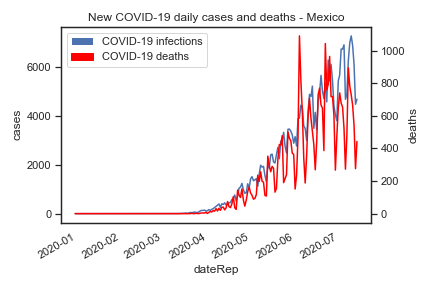 New COVID-19 daily cases and deaths - Mexico
COVID-19 infections
COVID-19 deaths
cases
6000
4000
2000
0
deaths
1000
800
600
400
200
0
2020-01
2020-02
2020-03
2020-04
2020-05
2020-06
2020-07
dateRep